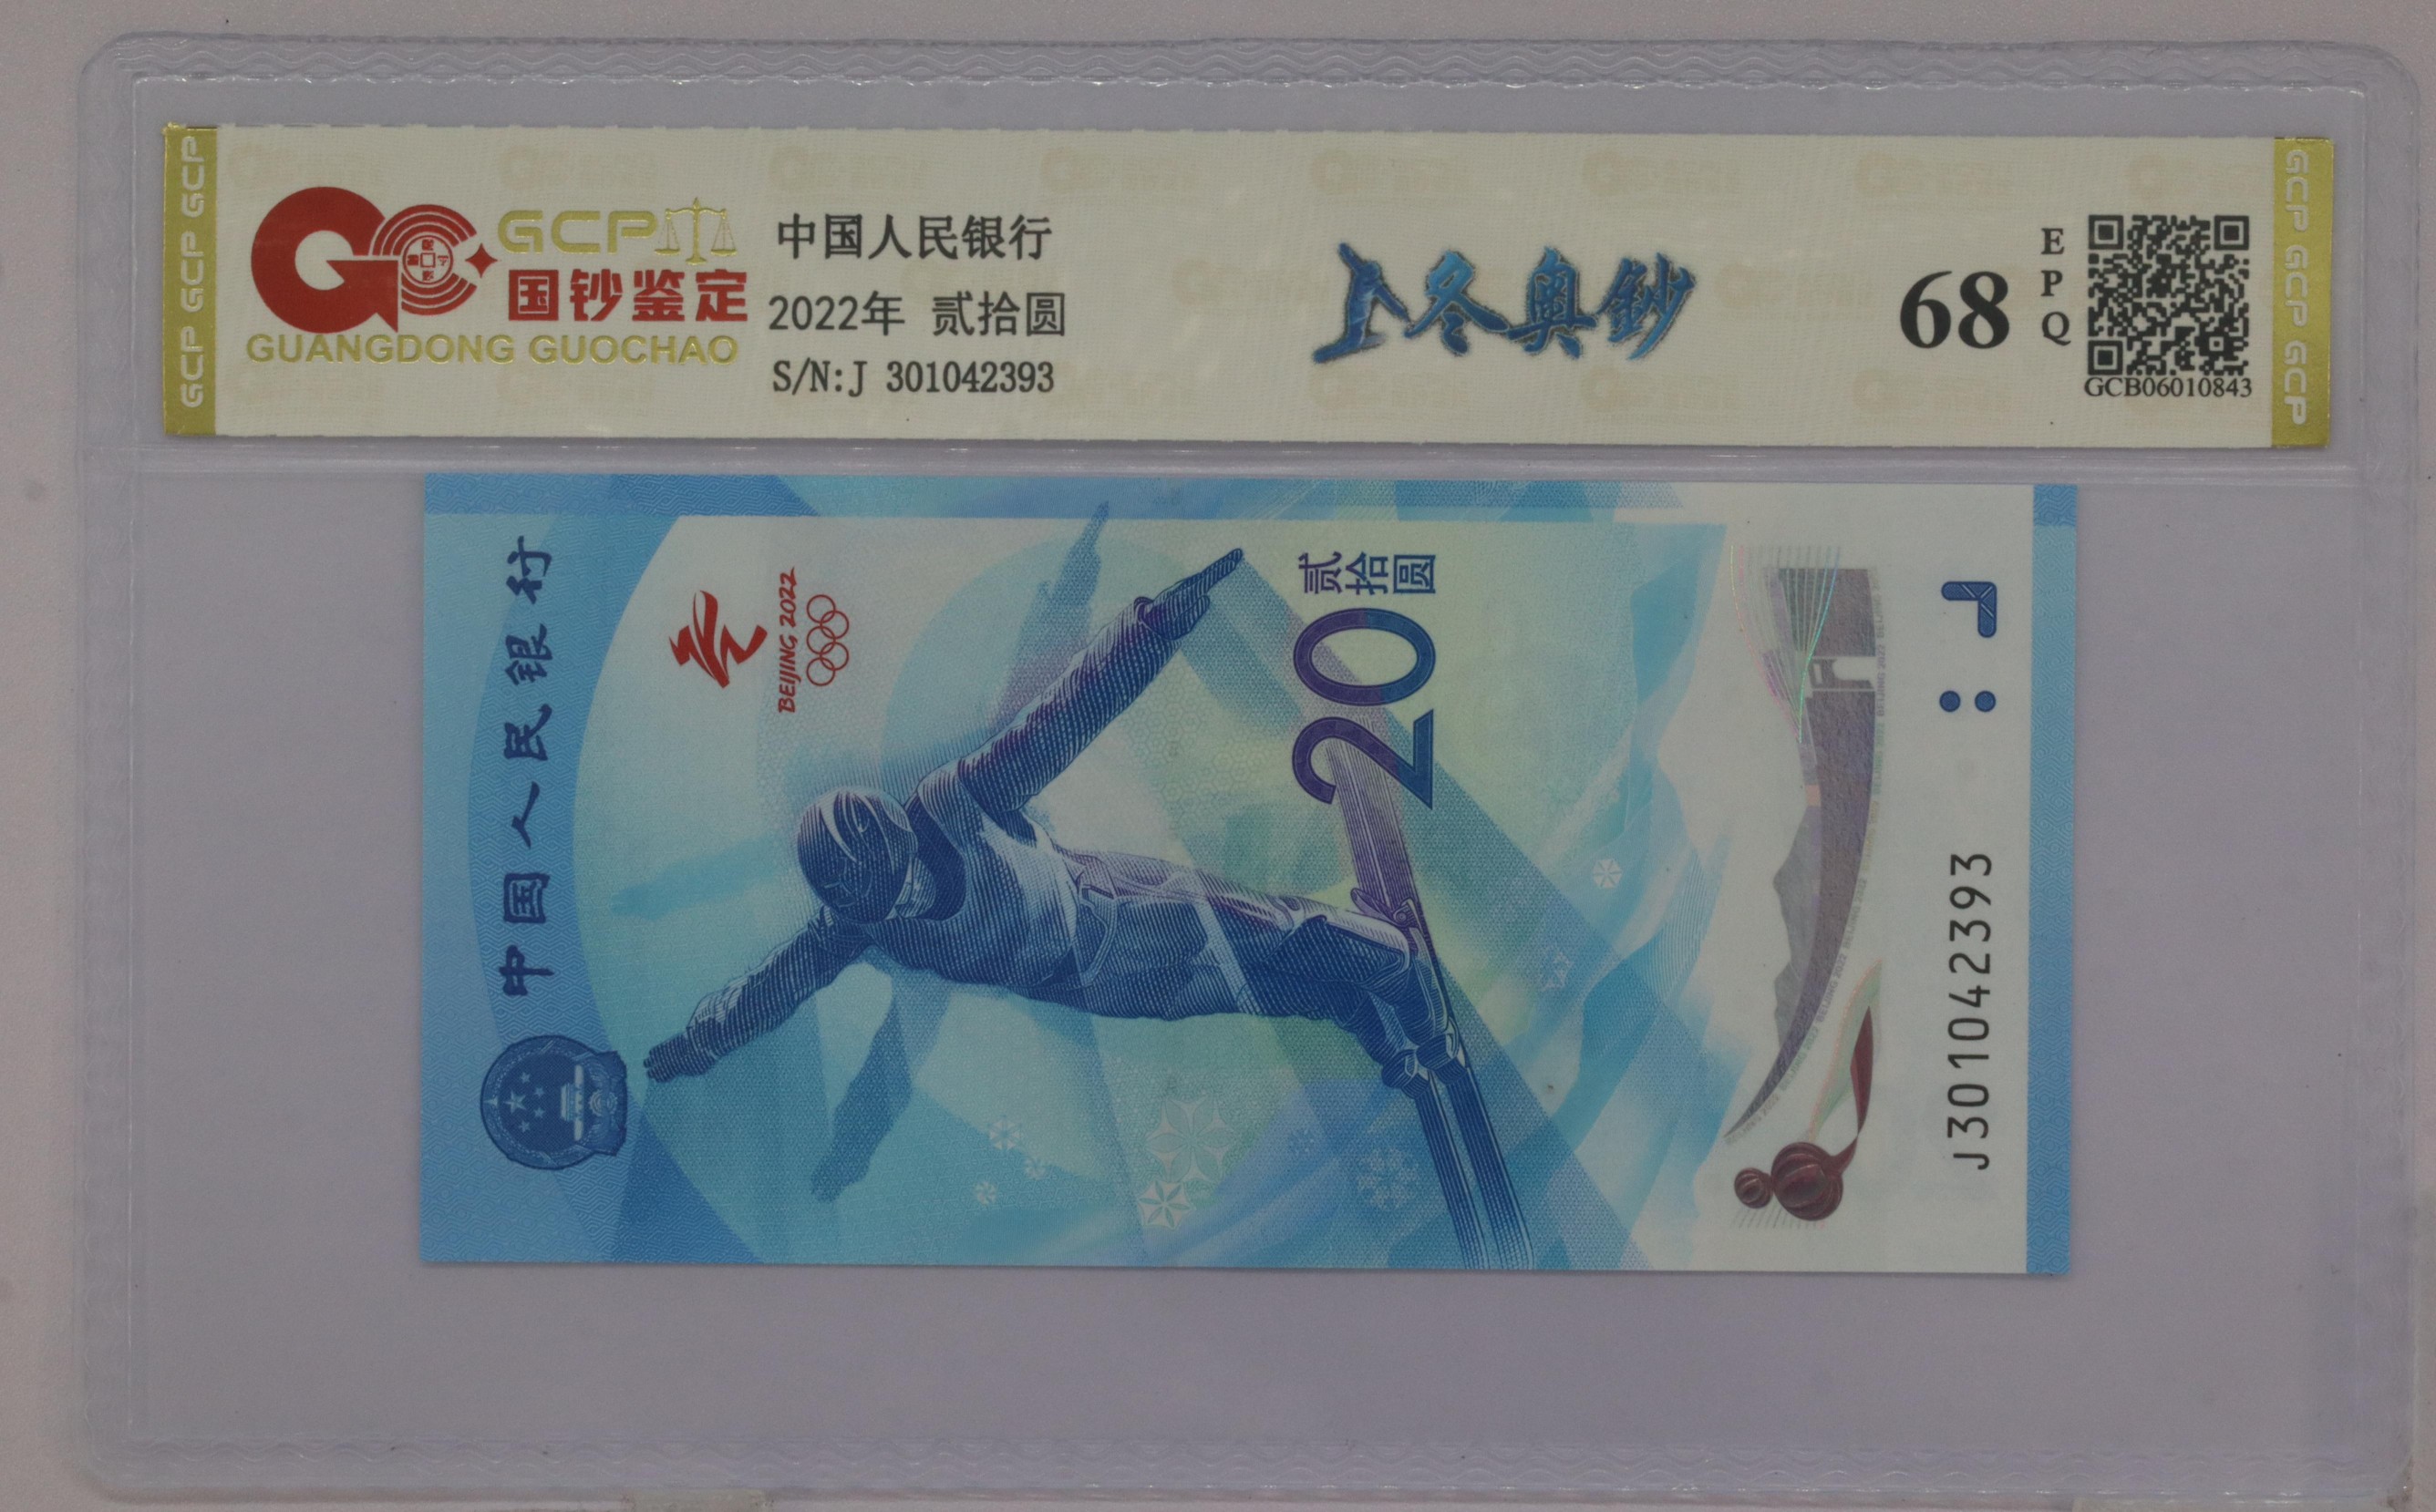 GCP GCP GCP
GCP
国钞鉴定
GUANGDONG GUOCHAO
中国人民银行
2022年 贰拾圆
S/N:J 301042393
上冬奥鈔
68
EPQ
GCB06010843
GCP GCP GCP
中国人民银行
BEIJING 2022
贰拾圆
20
J301042393